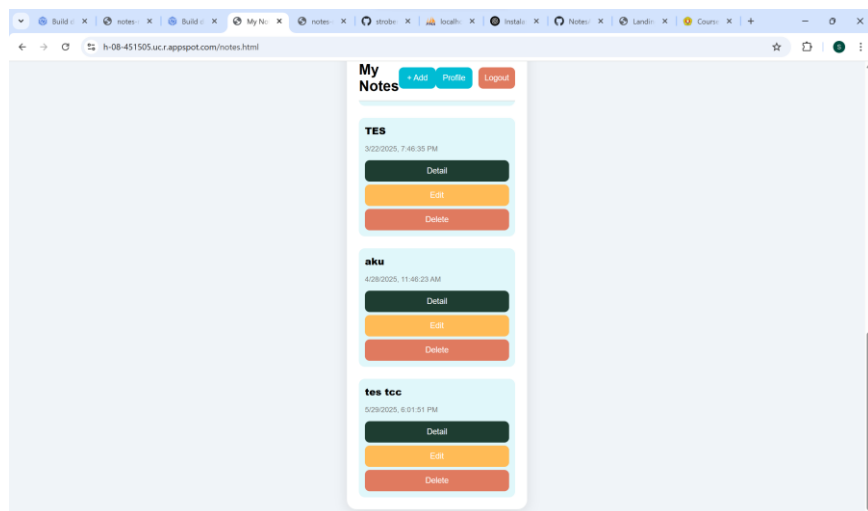 Build
notes
Build
My No
notes
strobe
localh
Instala
Notes
Landin
Course
h-08-451505.uc.r.appspot.com/notes.html
My
Notes
+ Add
Profile
Logout
TES
3/22/2025, 7:46:35 PM
Detail
Edit
Delete
aku
4/28/2025, 11:46:23 AM
Detail
Edit
Delete
tes tcc
5/29/2025, 6:01:51 PM
Detail
Edit
Delete